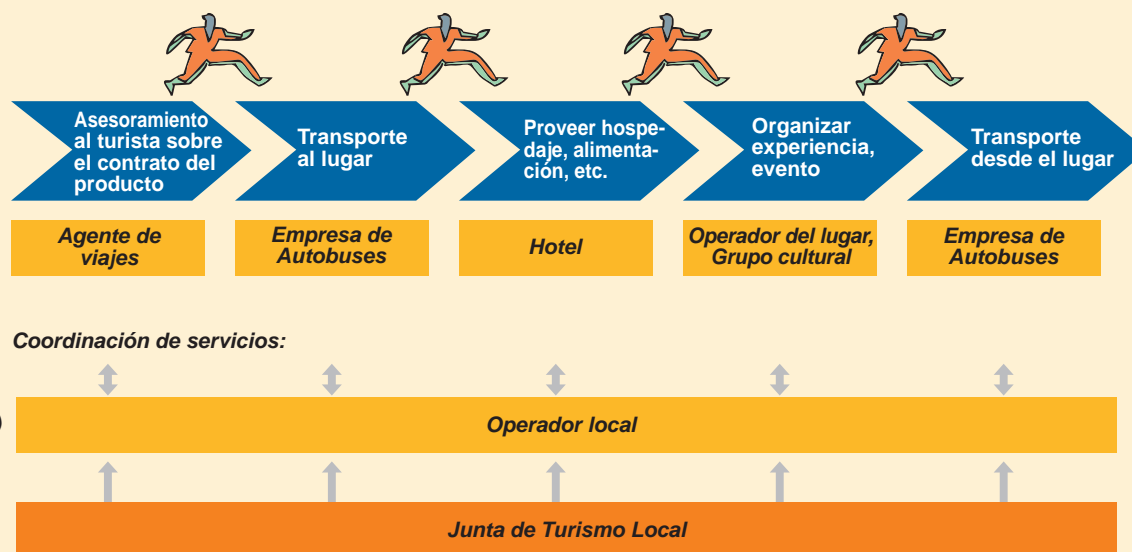 Asesoramiento
al turista sobre
el contrato del
producto
Transporte
al lugar
Proveer hospe-
daje, alimenta-
ción, etc.
Organizar
experiencia,
evento
Transporte
desde el lugar
Agente de
viajes
Empresa de
Autobuses
Hotel
Operador del lugar,
Grupo cultural
Empresa de
Autobuses
Coordinación de servicios:
)
Operador local
Junta de Turismo Local